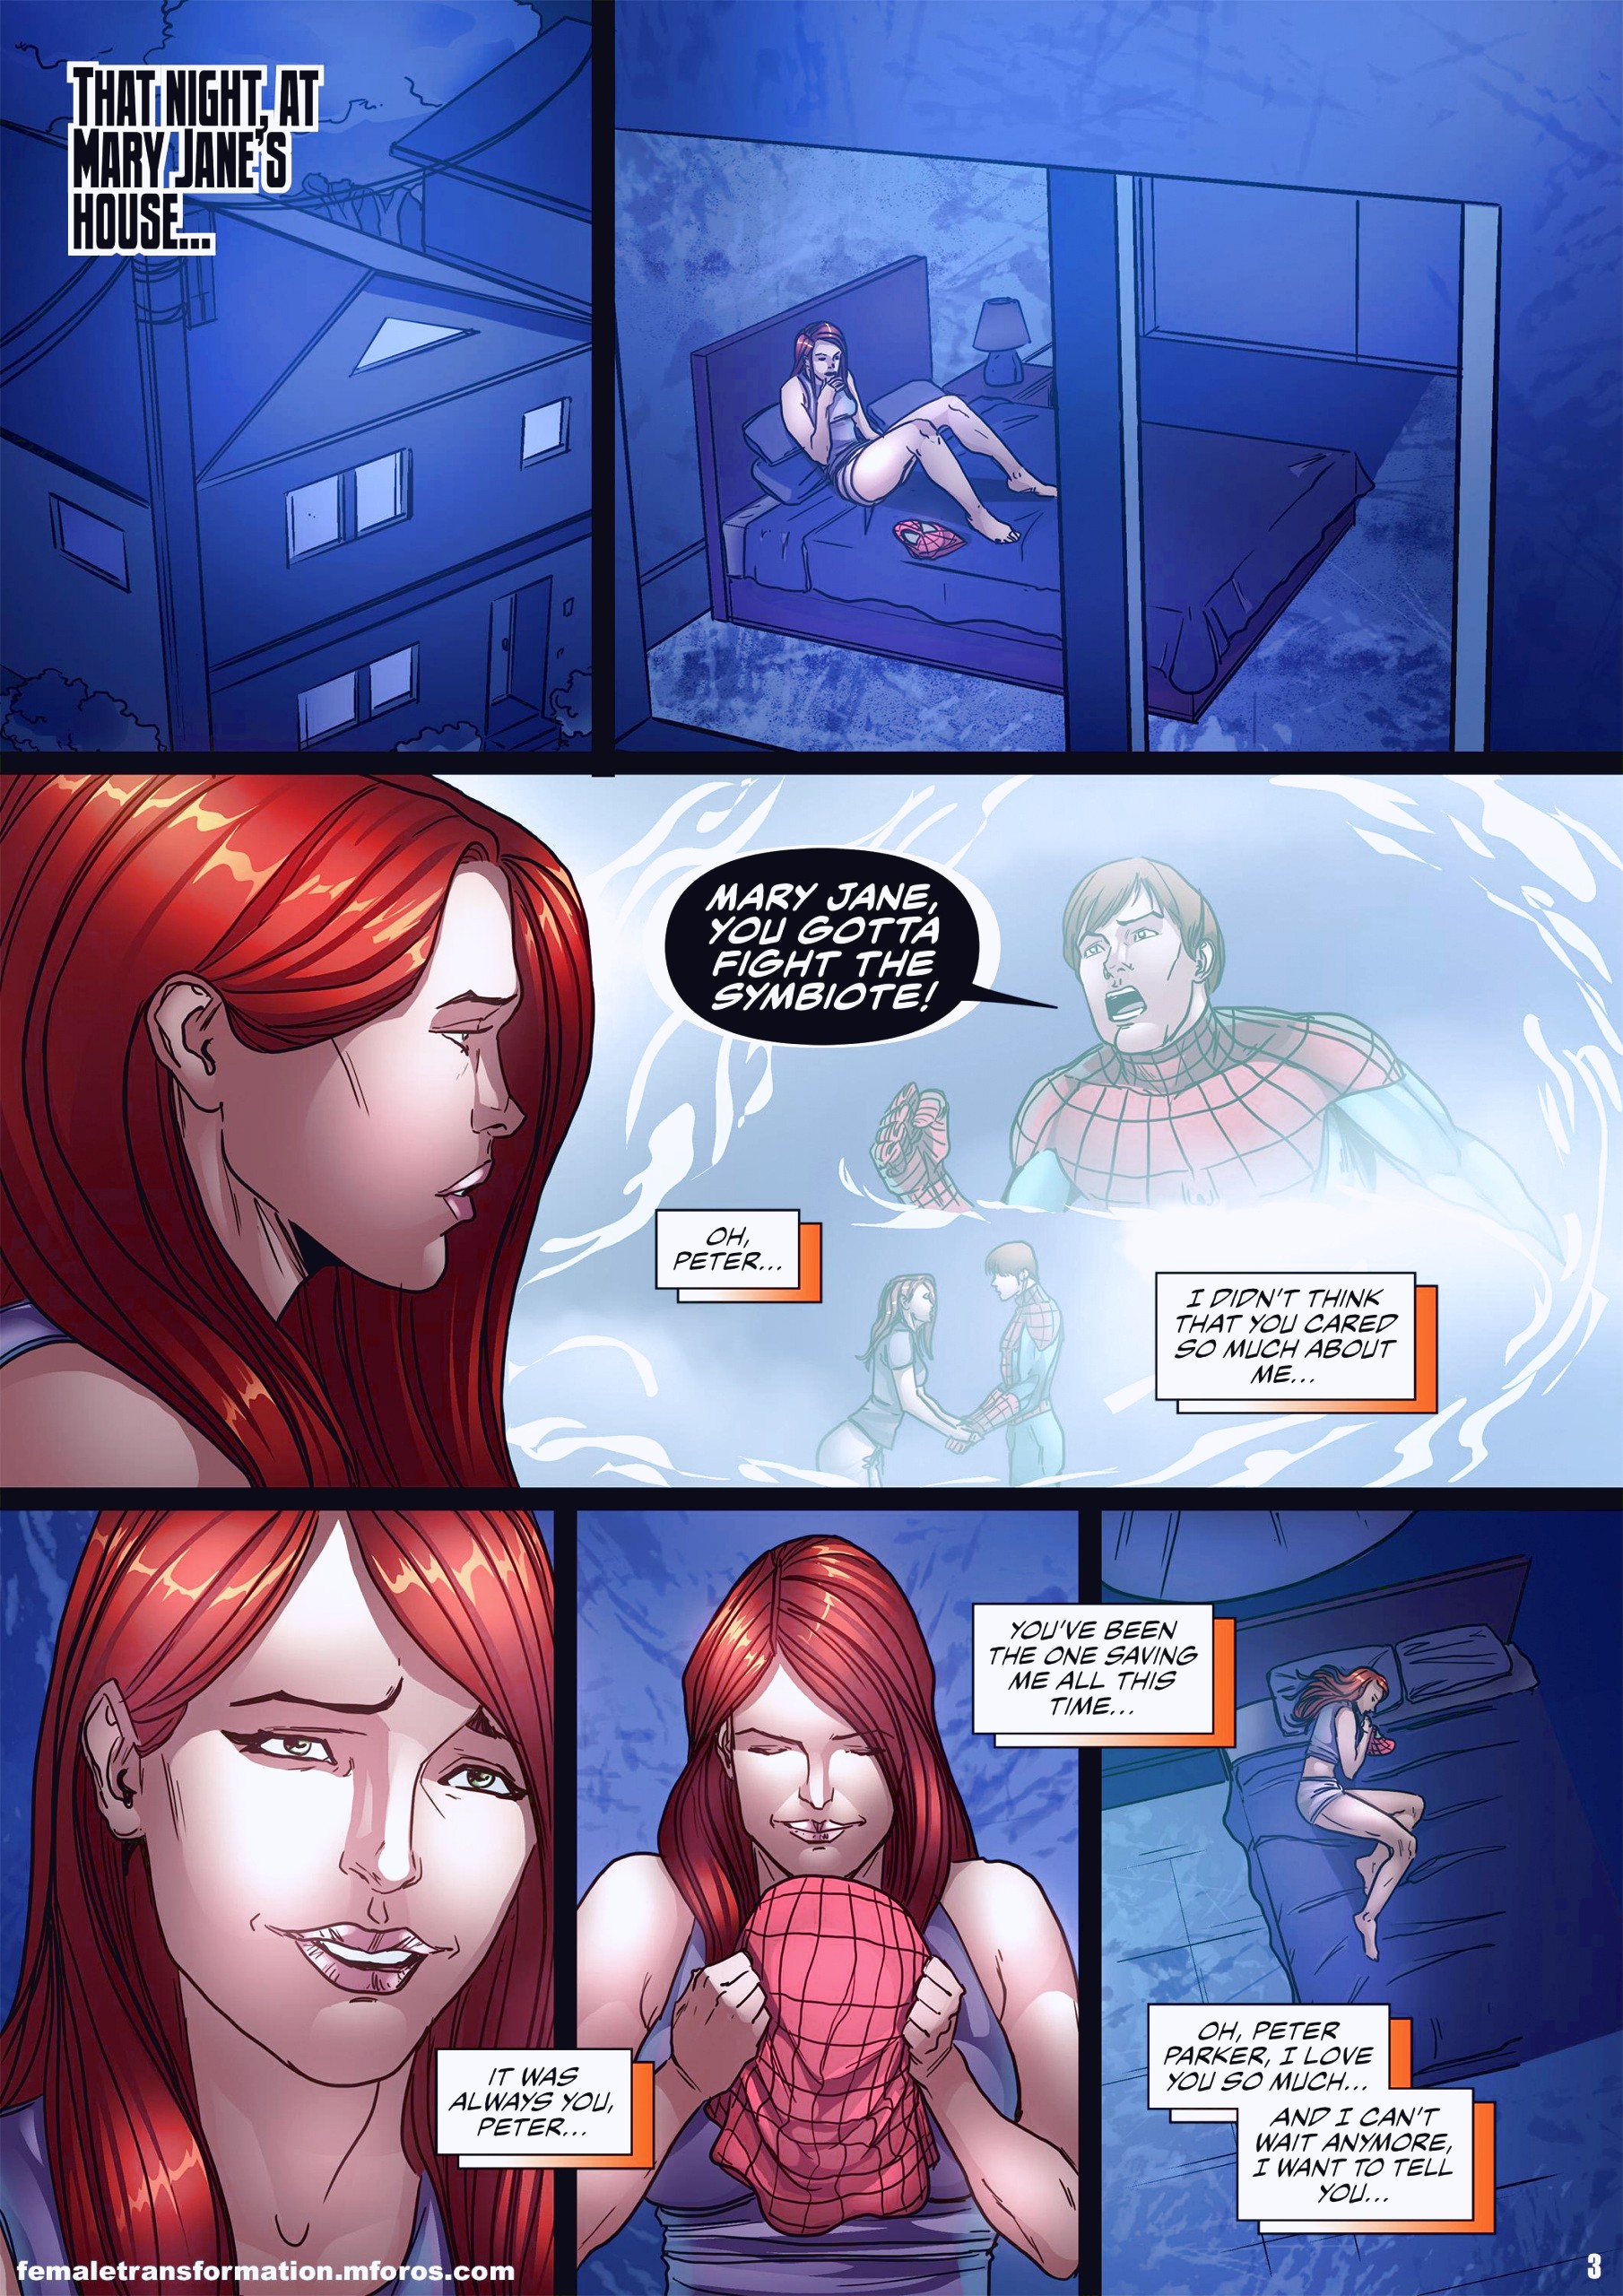 THAT NIGHT, AT
MARY JANE'S
HOUSE...
MARY JANE,
YOU GOTTA
FIGHT THE
SYMBIOTE!
OH,
PETER...
I DIDN'T THINK
THAT YOU CARED
SO MUCH ABOUT
ME...
IT WAS
ALWAYS YOU,
PETER...
YOU'VE BEEN
THE ONE SAVING
ME ALL THIS
TIME...
OH, PETER
PARKER, I LOVE
YOU SO MUCH...
AND I CAN'T
WAIT ANYMORE,
I WANT TO TELL
YOU...
femaletransformation.mforos.com
3